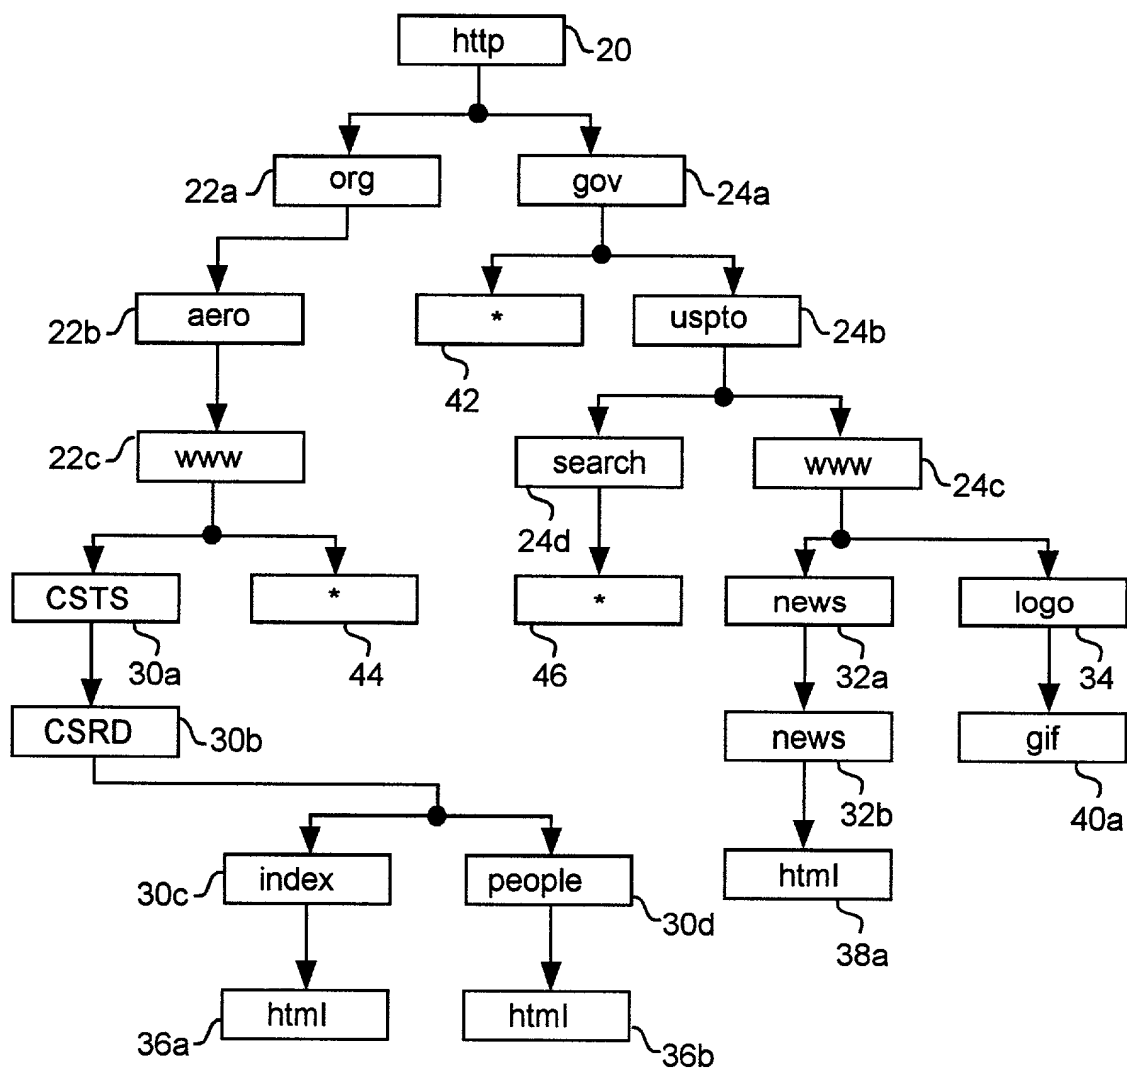 http 20
22a org gov 24a
22b aero * uspto 24b
42
22c www search www 24c
24d
CSTS * * news logo
30a 44 46 32a 34
CSRD 30b news gif
32b 40a
30c index people 30d html
38a
36a html html 36b